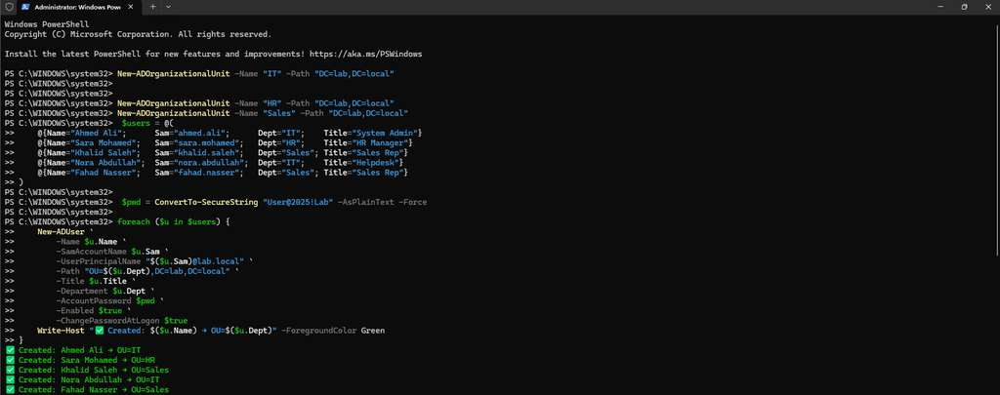 Administrator: Windows Pow
Windows PowerShell
Copyright (C) Microsoft Corporation. All rights reserved.
Install the latest PowerShell for new features and improvements! https://aka.ms/PSWindows
PS C:\WINDOWS\system32> New-ADOrganizationalUnit -Name "IT" -Path "DC=lab,DC=local"
PS C:\WINDOWS\system32>
PS C:\WINDOWS\system32>
PS C:\WINDOWS\system32> New-ADOrganizationalUnit -Name "HR" -Path "DC=lab,DC=local"
PS C:\WINDOWS\system32> New-ADOrganizationalUnit -Name "Sales" -Path "DC=lab,DC=local"
PS C:\WINDOWS\system32>  $users = @(
>>     @{Name="Ahmed Ali";      Sam="ahmed.ali";      Dept="IT";    Title="System Admin"}
>>     @{Name="Sara Mohamed";   Sam="sara.mohamed";   Dept="HR";    Title="HR Manager"}
>>     @{Name="Khalid Saleh";   Sam="khalid.saleh";   Dept="Sales"; Title="Sales Rep"}
>>     @{Name="Nora Abdullah";  Sam="nora.abdullah";  Dept="IT";    Title="Helpdesk"}
>>     @{Name="Fahad Nasser";   Sam="fahad.nasser";   Dept="Sales"; Title="Sales Rep"}
>> )
PS C:\WINDOWS\system32>
PS C:\WINDOWS\system32>  $pwd = ConvertTo-SecureString "User@2025!Lab" -AsPlainText -Force
PS C:\WINDOWS\system32>
PS C:\WINDOWS\system32> foreach ($u in $users) {
>>     New-ADUser `
>>         -Name $u.Name `
>>         -SamAccountName $u.Sam `
>>         -UserPrincipalName "$($u.Sam)@lab.local" `
>>         -Path "OU=$($u.Dept),DC=lab,DC=local" `
>>         -Title $u.Title `
>>         -Department $u.Dept `
>>         -AccountPassword $pwd `
>>         -Enabled $true `
>>         -ChangePasswordAtLogon $true
>>     Write-Host "✅ Created: $($u.Name) → OU=$($u.Dept)" -ForegroundColor Green
>> }
✅ Created: Ahmed Ali → OU=IT
✅ Created: Sara Mohamed → OU=HR
✅ Created: Khalid Saleh → OU=Sales
✅ Created: Nora Abdullah → OU=IT
✅ Created: Fahad Nasser → OU=Sales